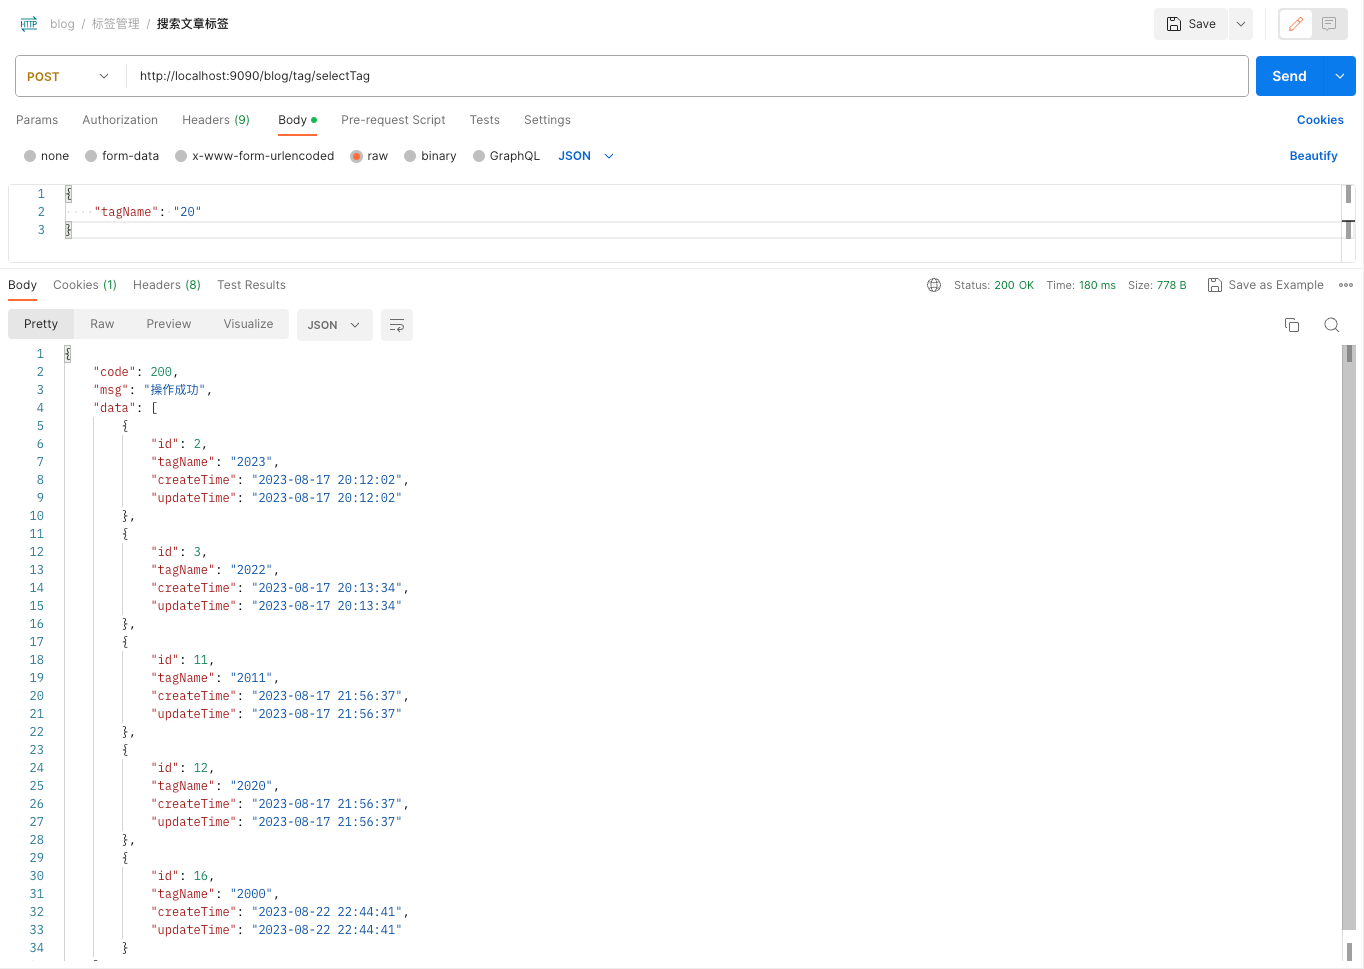 HTTP blog / 标签管理 / 搜索文章标签 Save
POST http://localhost:9090/blog/tag/selectTag Send
Params Authorization Headers (9) Body Pre-request Script Tests Settings Cookies
none form-data x-www-form-urlencoded raw binary GraphQL JSON Beautify
1 {
2 "tagName": "20"
3 }
Body Cookies (1) Headers (8) Test Results Status: 200 OK Time: 180 ms Size: 778 B Save as Example
Pretty Raw Preview Visualize JSON
1 {
2 "code": 200,
3 "msg": "操作成功",
4 "data": [
5 {
6 "id": 2,
7 "tagName": "2023",
8 "createTime": "2023-08-17 20:12:02",
9 "updateTime": "2023-08-17 20:12:02"
10 },
11 {
12 "id": 3,
13 "tagName": "2022",
14 "createTime": "2023-08-17 20:13:34",
15 "updateTime": "2023-08-17 20:13:34"
16 },
17 {
18 "id": 11,
19 "tagName": "2011",
20 "createTime": "2023-08-17 21:56:37",
21 "updateTime": "2023-08-17 21:56:37"
22 },
23 {
24 "id": 12,
25 "tagName": "2020",
26 "createTime": "2023-08-17 21:56:37",
27 "updateTime": "2023-08-17 21:56:37"
28 },
29 {
30 "id": 16,
31 "tagName": "2000",
32 "createTime": "2023-08-22 22:44:41",
33 "updateTime": "2023-08-22 22:44:41"
34 }